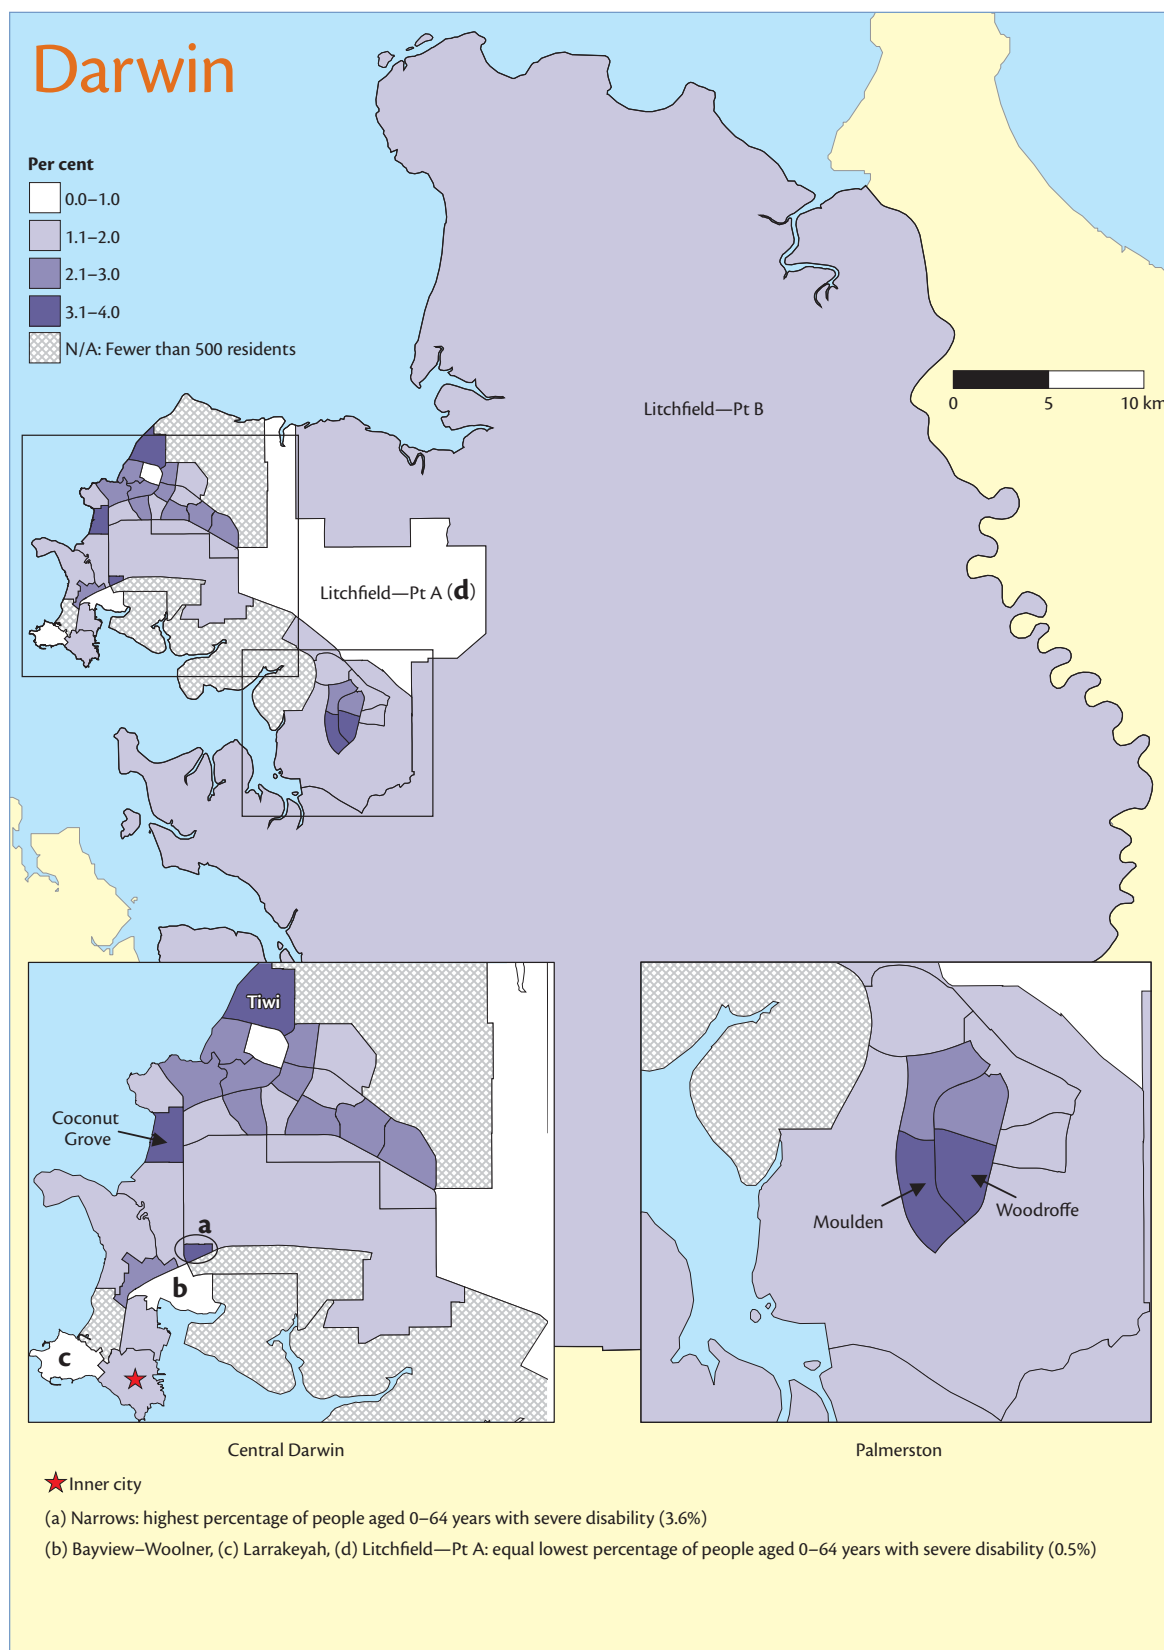 Darwin
Per cent
0.0–1.0
1.1–2.0
2.1–3.0
3.1–4.0
N/A: Fewer than 500 residents
Litchfield—Pt B
0 5 10 km
Litchfield—Pt A (d)
Tiwi
Coconut
Grove
a
b
c
Moulden
Woodroffe
Central Darwin
Palmerston
Inner city
(a) Narrows: highest percentage of people aged 0–64 years with severe disability (3.6%)
(b) Bayview–Woolner, (c) Larrakeyah, (d) Litchfield—Pt A: equal lowest percentage of people aged 0–64 years with severe disability (0.5%)